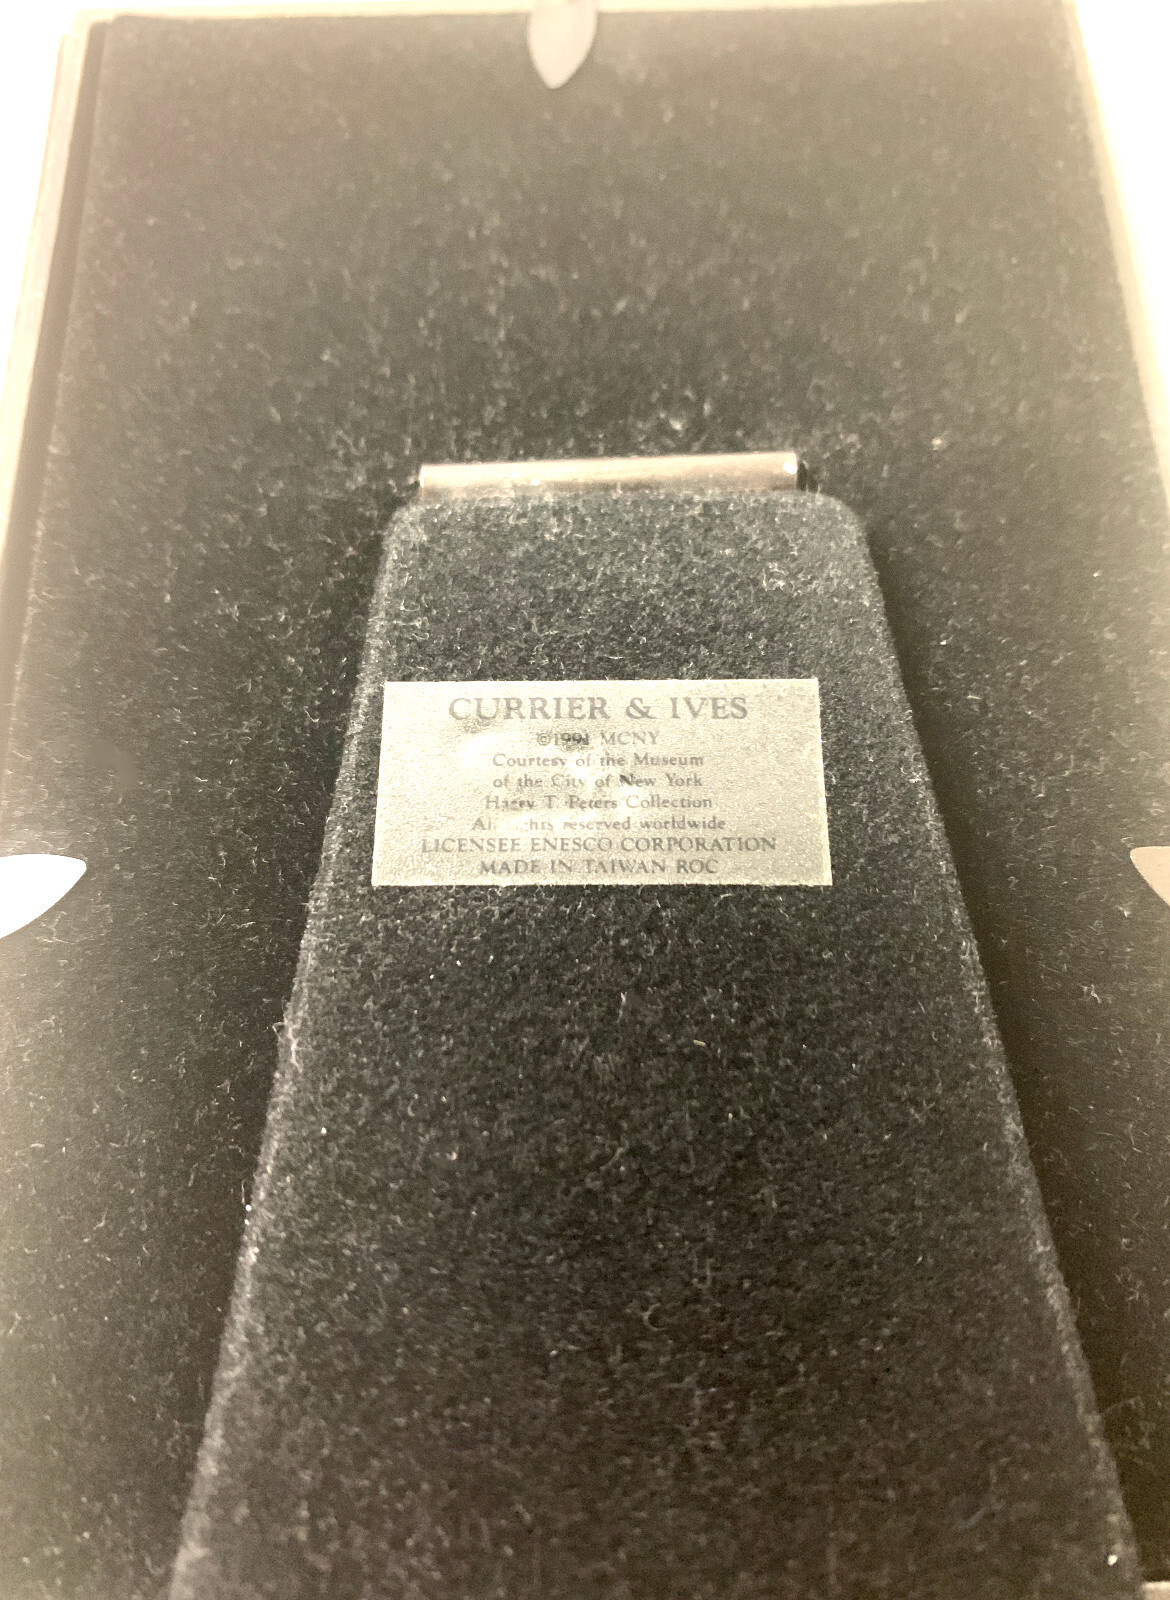 CURRIER & IVES
©1991 MCNY
Courtesy of the Museum
of the City of New York
Harry T. Peters Collection
reserved worldwide
LICENSEE ENESCO CORPORATION
MADE IN TAIWAN ROC